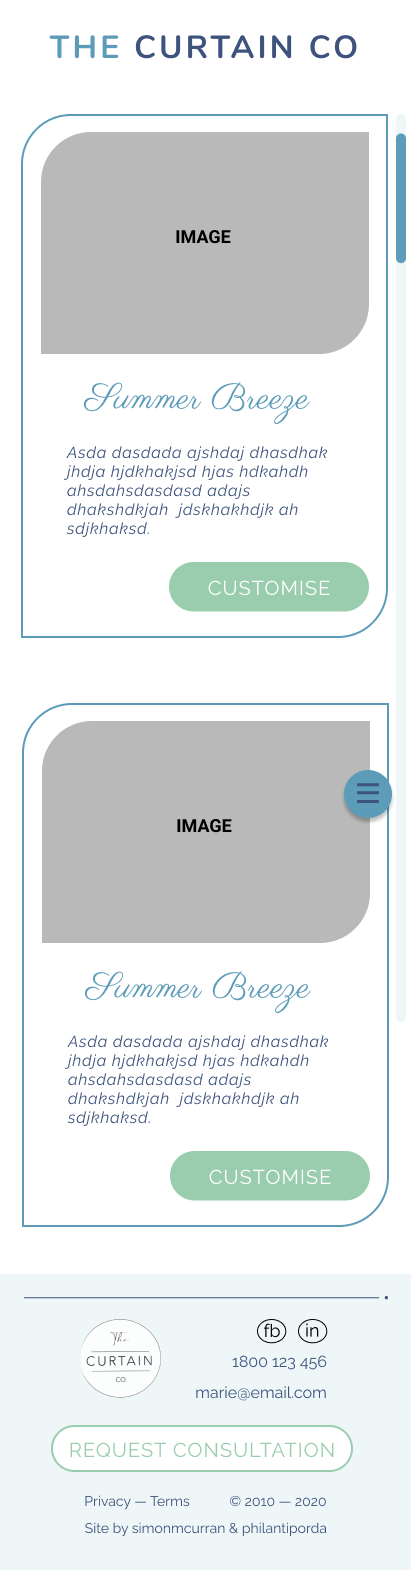 THE CURTAIN CO
IMAGE
Summer Breeze
Asda dasdada ajshdaj dhasdhak
jhdja hjdkhakjsd hjas hdkahdh
ahsdahsdasdasd adajs
dhakshdkjah  jdskhakhdjk ah
sdjkhaksd.
CUSTOMISE
IMAGE
Summer Breeze
Asda dasdada ajshdaj dhasdhak
jhdja hjdkhakjsd hjas hdkahdh
ahsdahsdasdasd adajs
dhakshdkjah  jdskhakhdjk ah
sdjkhaksd.
CUSTOMISE
The
CURTAIN
CO.
fb in
1800 123 456
marie@email.com
REQUEST CONSULTATION
Privacy — Terms © 2010 — 2020
Site by simonmcurran & philantiporda